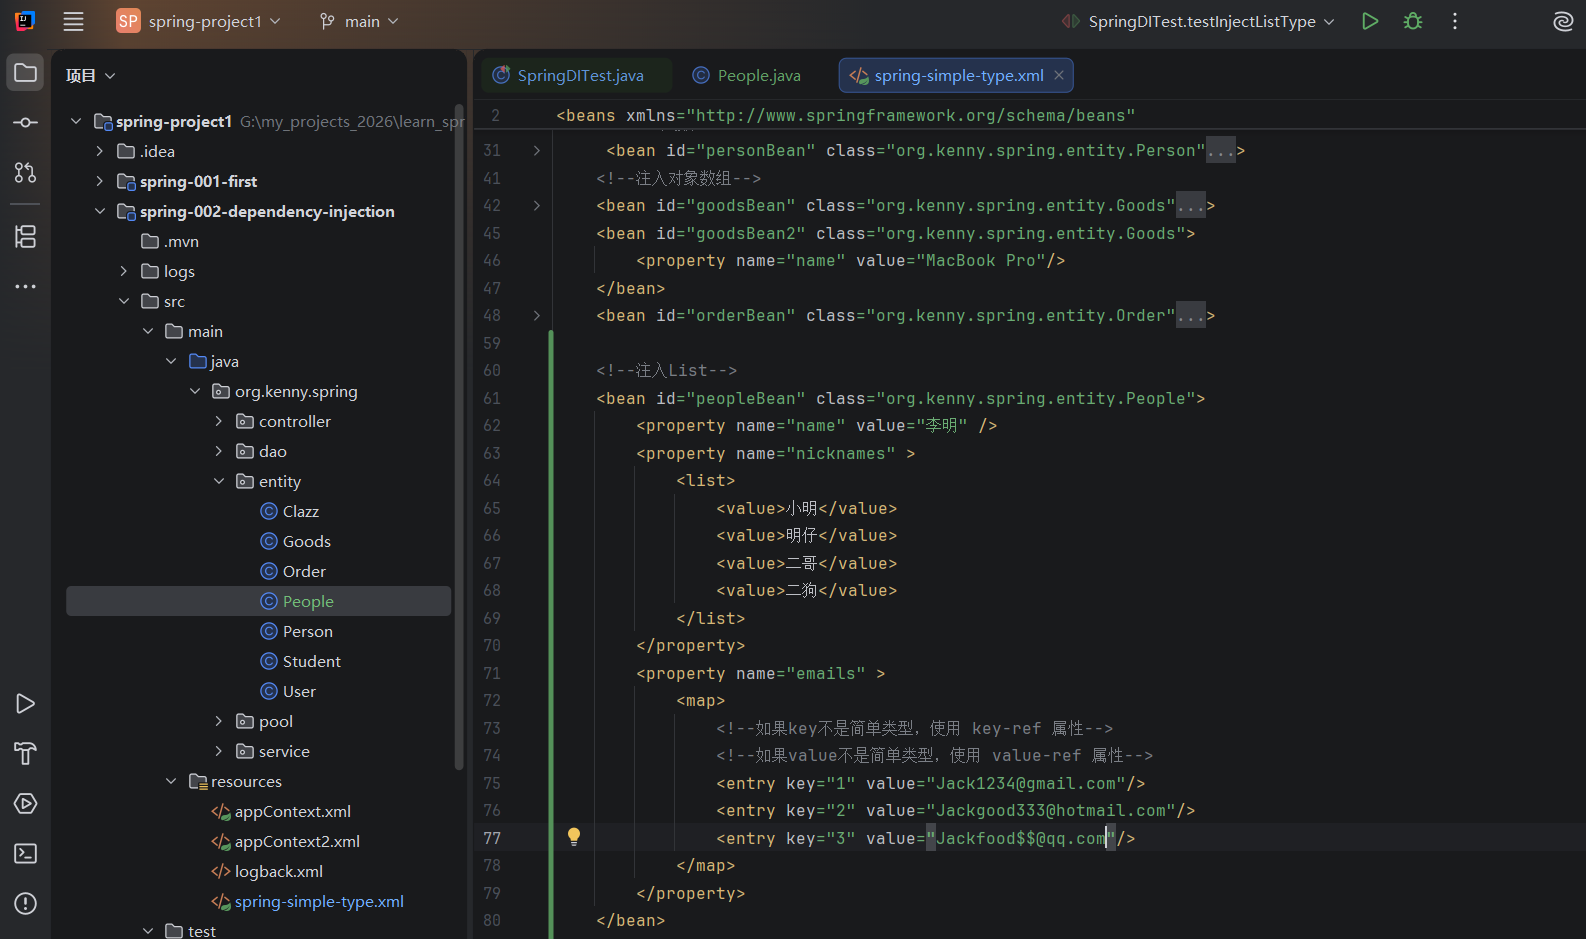 SP spring-project1 main SpringDITest.testInjectListType
项目
SpringDITest.java People.java spring-simple-type.xml
spring-project1 G:\my_projects_2026\learn_spr
.idea
spring-001-first
spring-002-dependency-injection
.mvn
logs
src
main
java
org.kenny.spring
controller
dao
entity
Clazz
Goods
Order
People
Person
Student
User
pool
service
resources
appContext.xml
appContext2.xml
logback.xml
spring-simple-type.xml
test
2 <beans xmlns="http://www.springframework.org/schema/beans"
31 <bean id="personBean" class="org.kenny.spring.entity.Person"...>
41 <!--注入对象数组-->
42 <bean id="goodsBean" class="org.kenny.spring.entity.Goods"...>
45 <bean id="goodsBean2" class="org.kenny.spring.entity.Goods">
46 <property name="name" value="MacBook Pro"/>
47 </bean>
48 <bean id="orderBean" class="org.kenny.spring.entity.Order"...>
59
60 <!--注入List-->
61 <bean id="peopleBean" class="org.kenny.spring.entity.People">
62 <property name="name" value="李明" />
63 <property name="nicknames" >
64 <list>
65 <value>小明</value>
66 <value>明仔</value>
67 <value>二哥</value>
68 <value>二狗</value>
69 </list>
70 </property>
71 <property name="emails" >
72 <map>
73 <!--如果key不是简单类型，使用 key-ref 属性-->
74 <!--如果value不是简单类型，使用 value-ref 属性-->
75 <entry key="1" value="Jack1234@gmail.com"/>
76 <entry key="2" value="Jackgood333@hotmail.com"/>
77 <entry key="3" value="Jackfood$$@qq.com"/>
78 </map>
79 </property>
80 </bean>